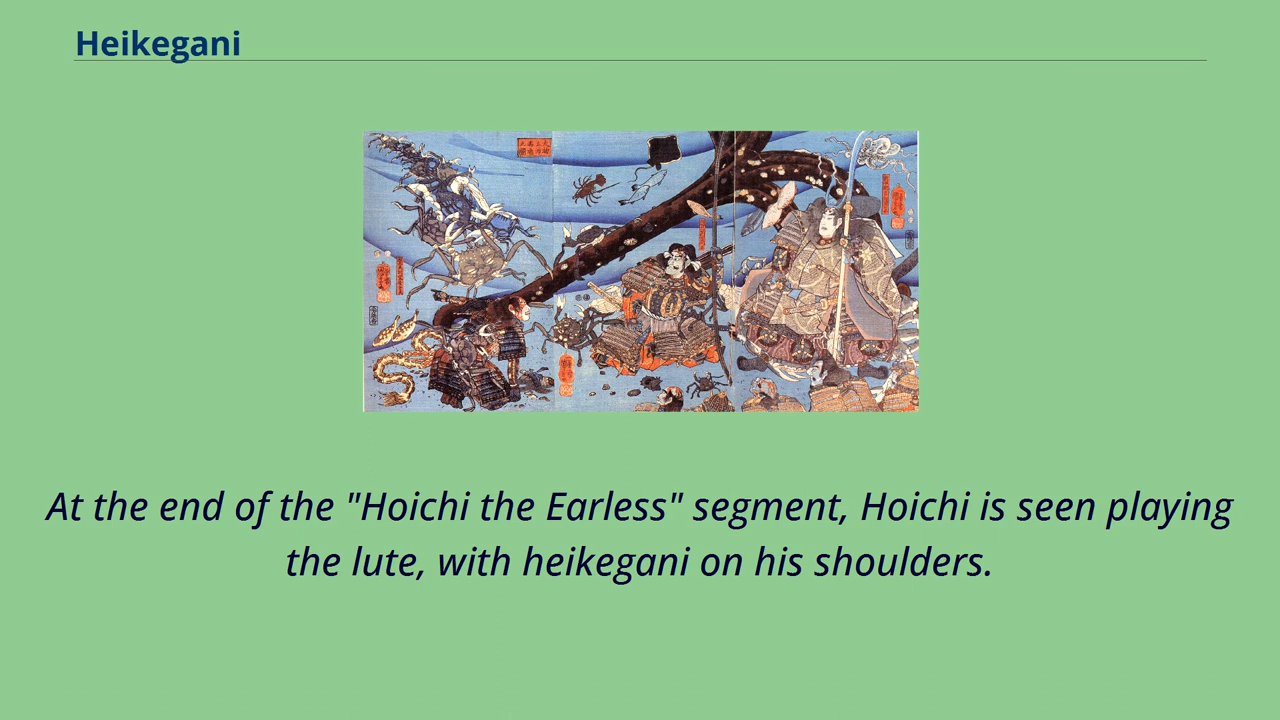 Heikegani
At the end of the "Hoichi the Earless" segment, Hoichi is seen playing
the lute, with heikegani on his shoulders.